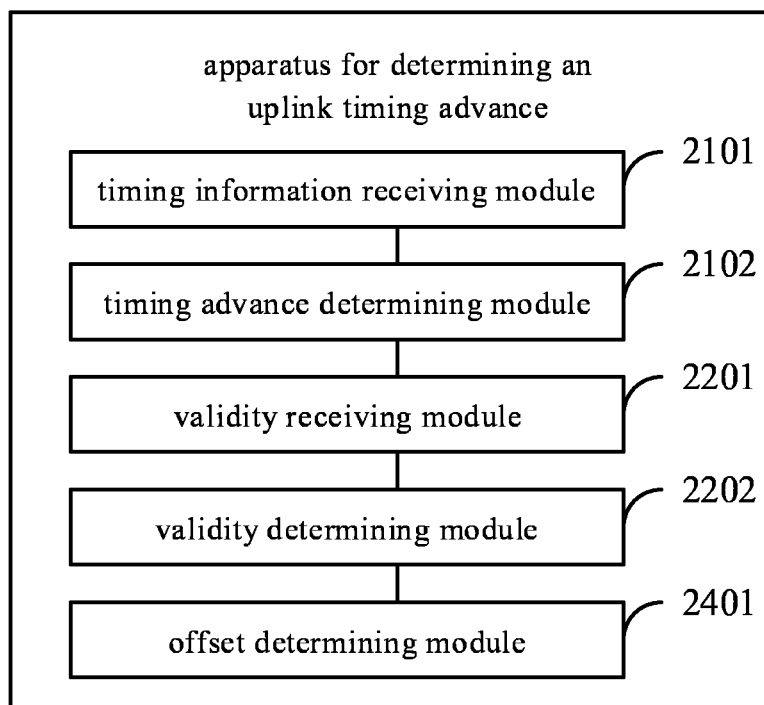 apparatus for determining an
uplink timing advance
2101
timing information receiving module
2102
timing advance determining module
2201
validity receiving module
2202
validity determining module
2401
offset determining module